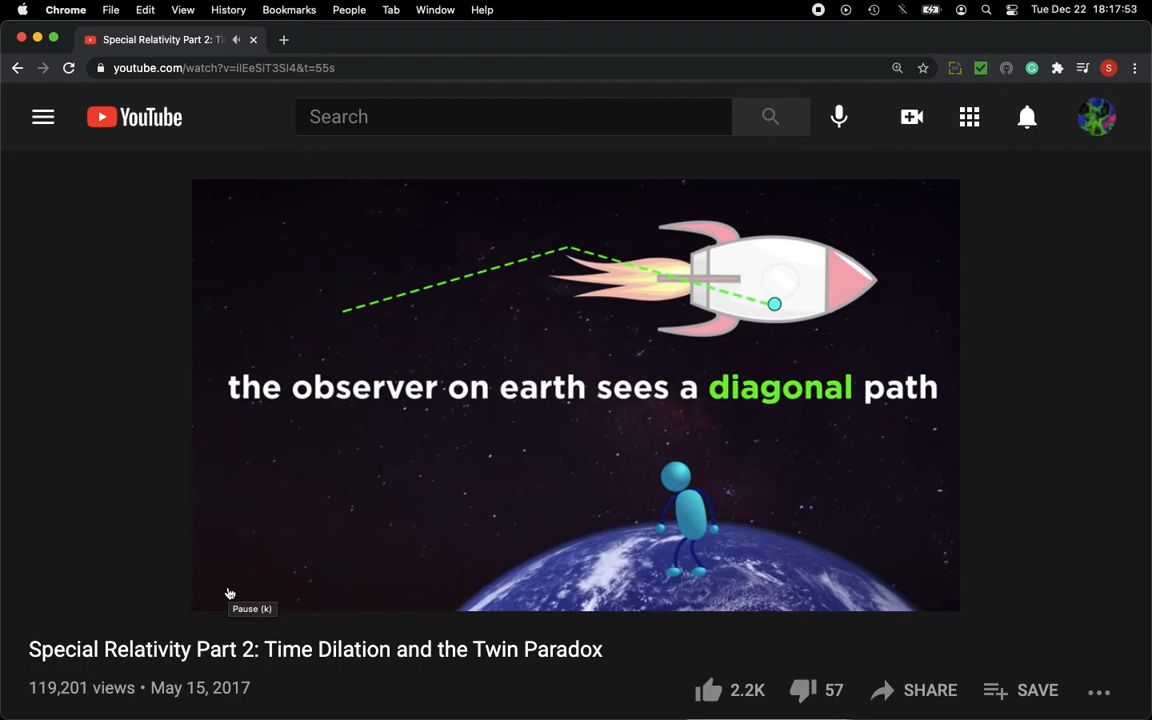 Chrome File Edit View History Bookmarks People Tab Window Help Tue Dec 22 18:17:53
Special Relativity Part 2: Ti
youtube.com/watch?v=iIEeSiT3SI4&t=55s
YouTube Search S
the observer on earth sees a diagonal path
Pause (k)
Special Relativity Part 2: Time Dilation and the Twin Paradox
119,201 views • May 15, 2017 2.2K 57 SHARE SAVE